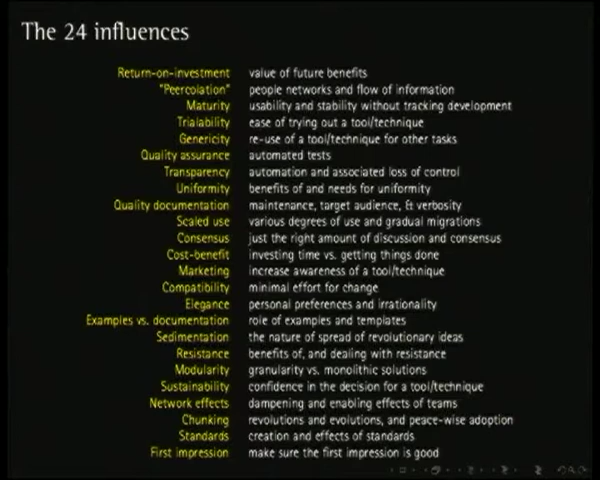 The 24 influences
Return-on-investment value of future benefits
"Peercolation" people networks and flow of information
Maturity usability and stability without tracking development
Trialability ease of trying out a tool/technique
Genericity re-use of a tool/technique for other tasks
Quality assurance automated tests
Transparency automation and associated loss of control
Uniformity benefits of and needs for uniformity
Quality documentation maintenance, target audience, & verbosity
Scaled use various degrees of use and gradual migrations
Consensus just the right amount of discussion and consensus
Cost-benefit investing time vs. getting things done
Marketing increase awareness of a tool/technique
Compatibility minimal effort for change
Elegance personal preferences and irrationality
Examples vs. documentation role of examples and templates
Sedimentation the nature of spread of revolutionary ideas
Resistance benefits of, and dealing with resistance
Modularity granularity vs. monolithic solutions
Sustainability confidence in the decision for a tool/technique
Network effects dampening and enabling effects of teams
Chunking revolutions and evolutions, and peace-wise adoption
Standards creation and effects of standards
First impression make sure the first impression is good